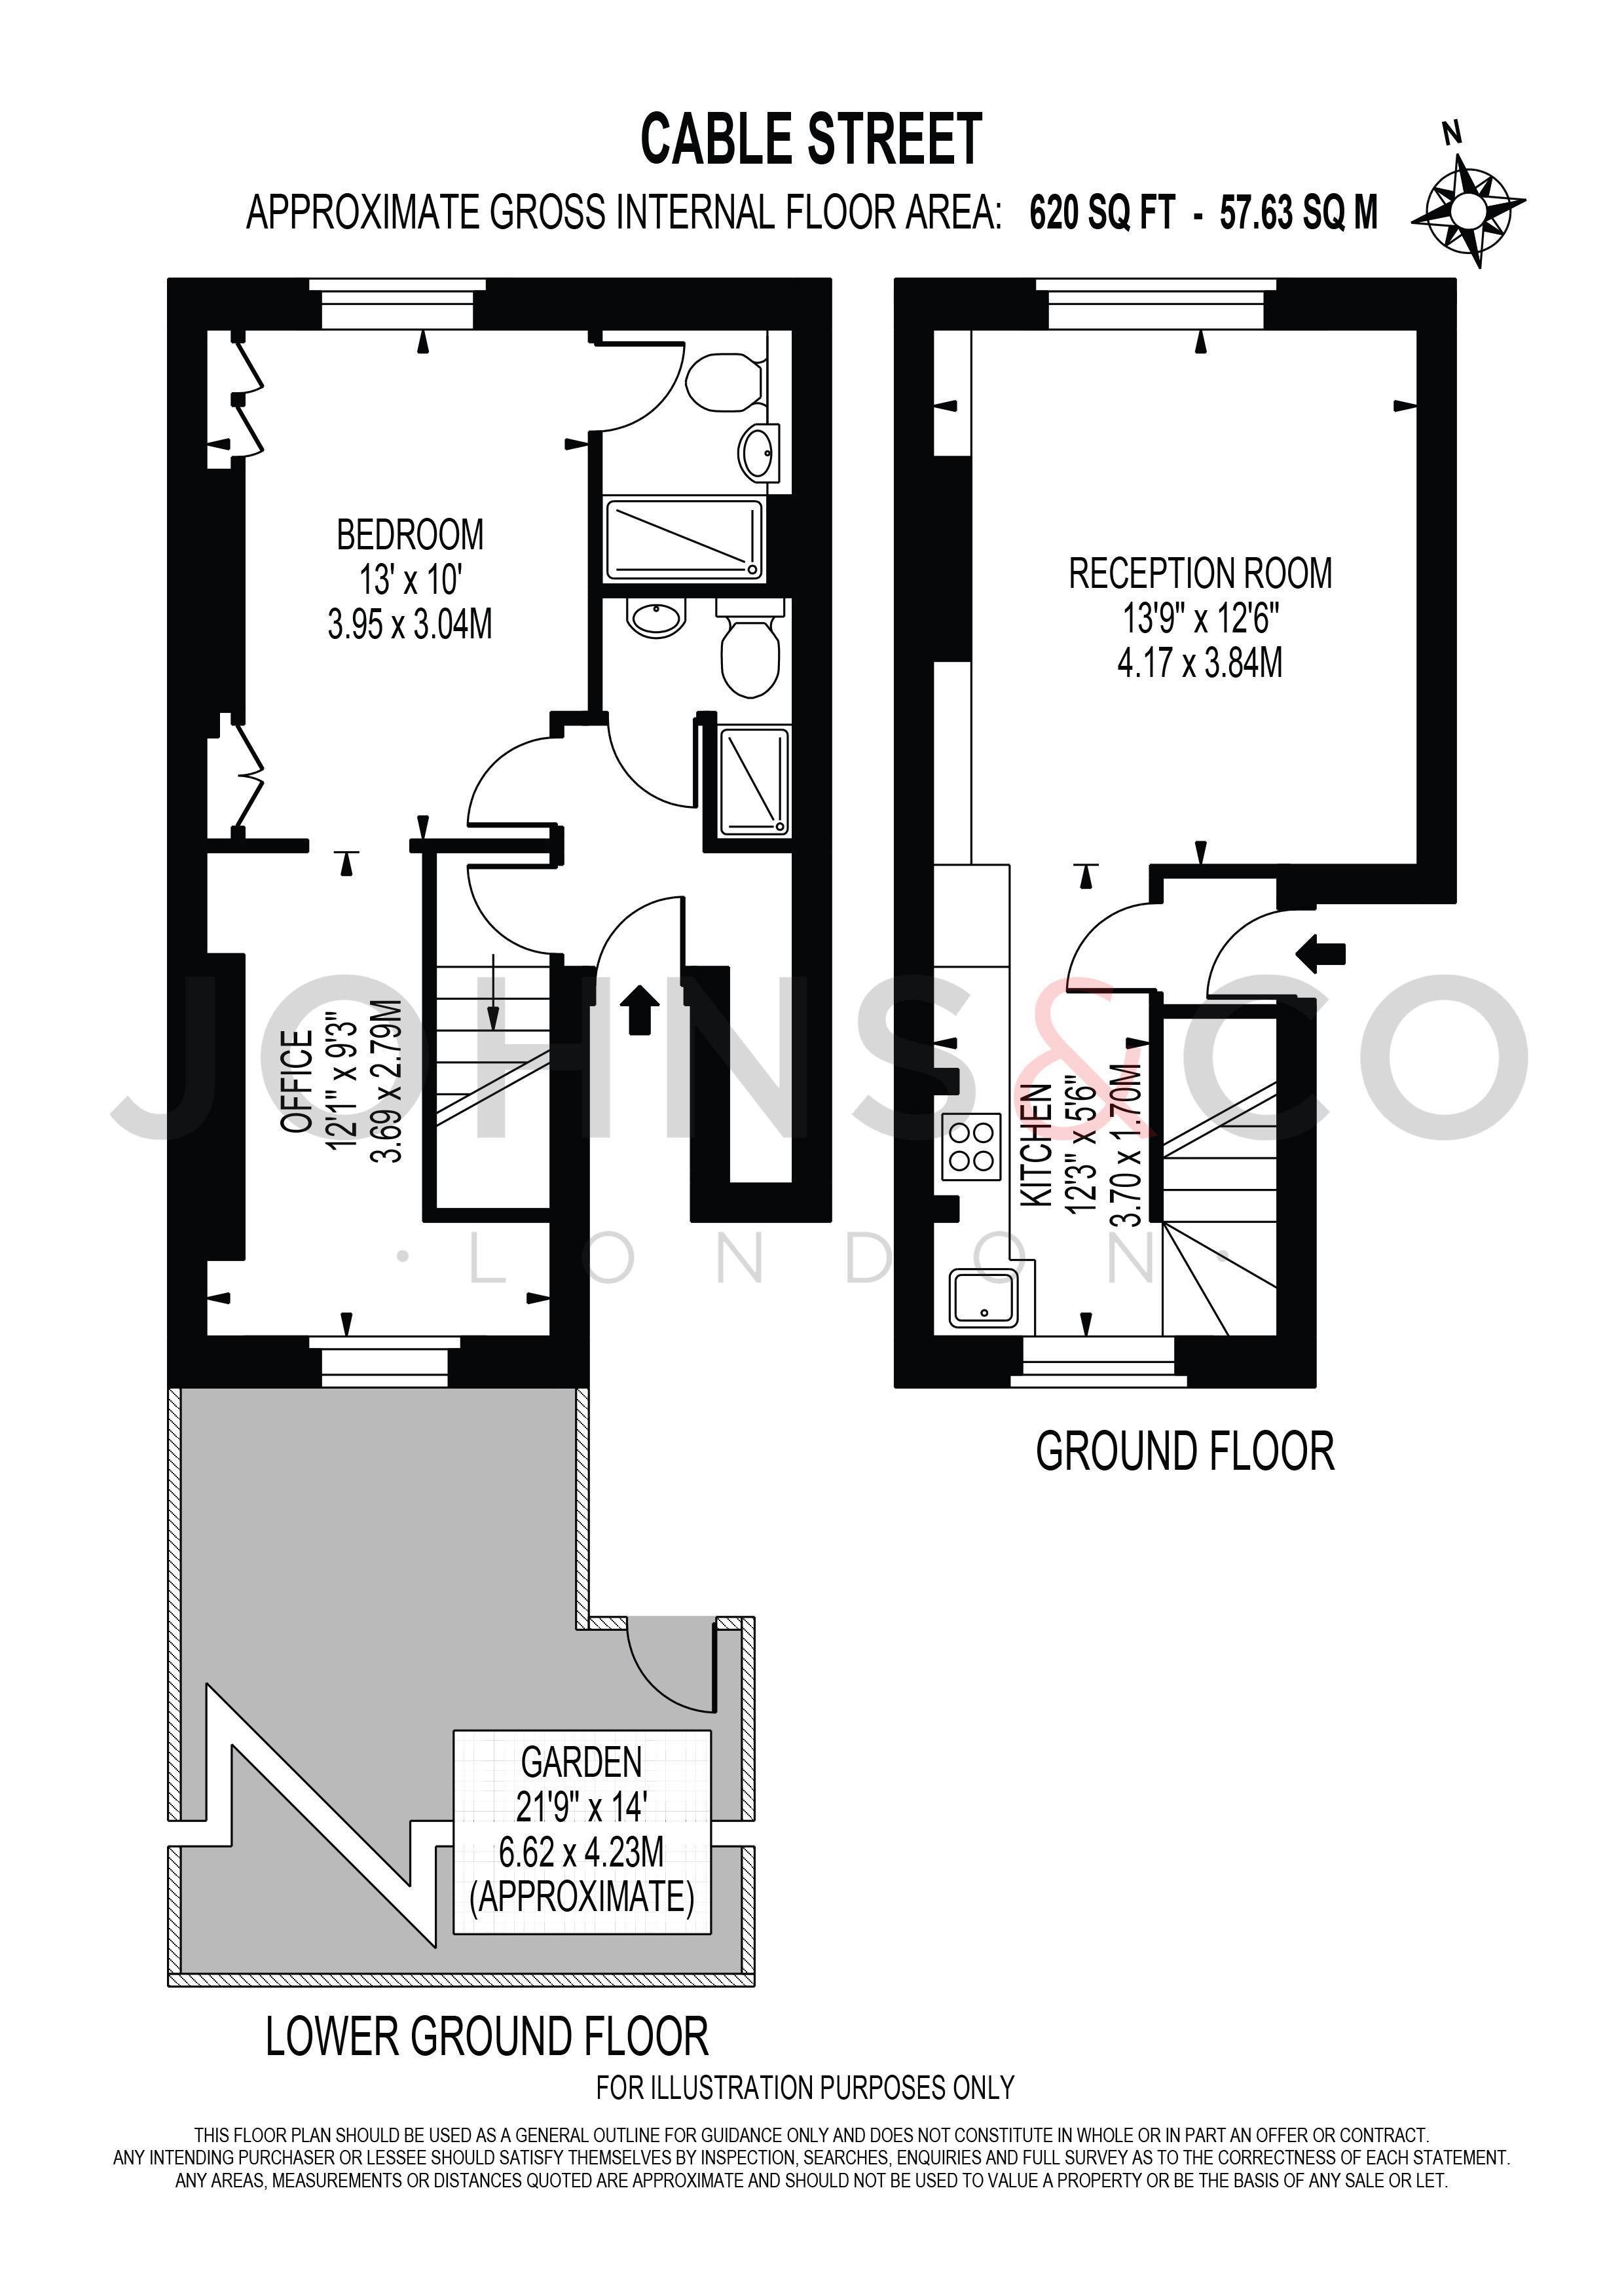 CABLE STREET
N
APPROXIMATE GROSS INTERNAL FLOOR AREA: 620 SQ FT - 57.63 SQ M
BEDROOM
13' x 10'
3.95 x 3.04M
RECEPTION ROOM
13'9" x 12'6"
4.17 x 3.84M
OFFICE
12'1" x 9'3"
3.69 x 2.79M
KITCHEN
12'3" x 5'6"
3.70 x 1.70M
JOHNS&CO
· LONDON ·
GROUND FLOOR
GARDEN
21'9" x 14'
6.62 x 4.23M
(APPROXIMATE)
LOWER GROUND FLOOR
FOR ILLUSTRATION PURPOSES ONLY
THIS FLOOR PLAN SHOULD BE USED AS A GENERAL OUTLINE FOR GUIDANCE ONLY AND DOES NOT CONSTITUTE IN WHOLE OR IN PART AN OFFER OR CONTRACT.
ANY INTENDING PURCHASER OR LESSEE SHOULD SATISFY THEMSELVES BY INSPECTION, SEARCHES, ENQUIRIES AND FULL SURVEY AS TO THE CORRECTNESS OF EACH STATEMENT.
ANY AREAS, MEASUREMENTS OR DISTANCES QUOTED ARE APPROXIMATE AND SHOULD NOT BE USED TO VALUE A PROPERTY OR BE THE BASIS OF ANY SALE OR LET.